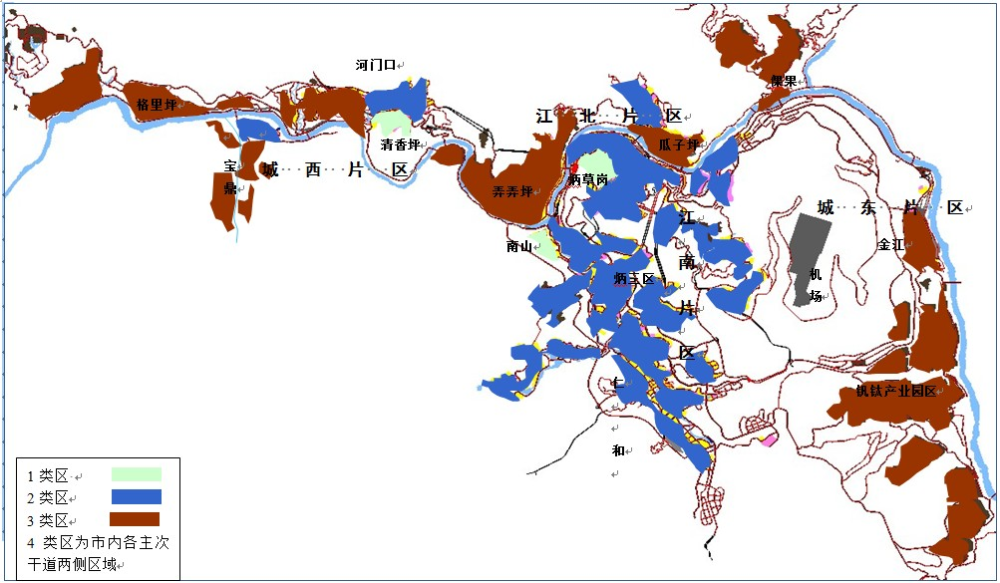 河门口
格里坪
倮果
江北片区
清香坪
瓜子坪
宝鼎
城西片区
弄弄坪
炳草岗
城东片区
江南片区
南山
金江
炳三区
机场
仁和
钒钛产业园区
1 类区
2 类区
3 类区
4 类区为市内各主次
干道两侧区域